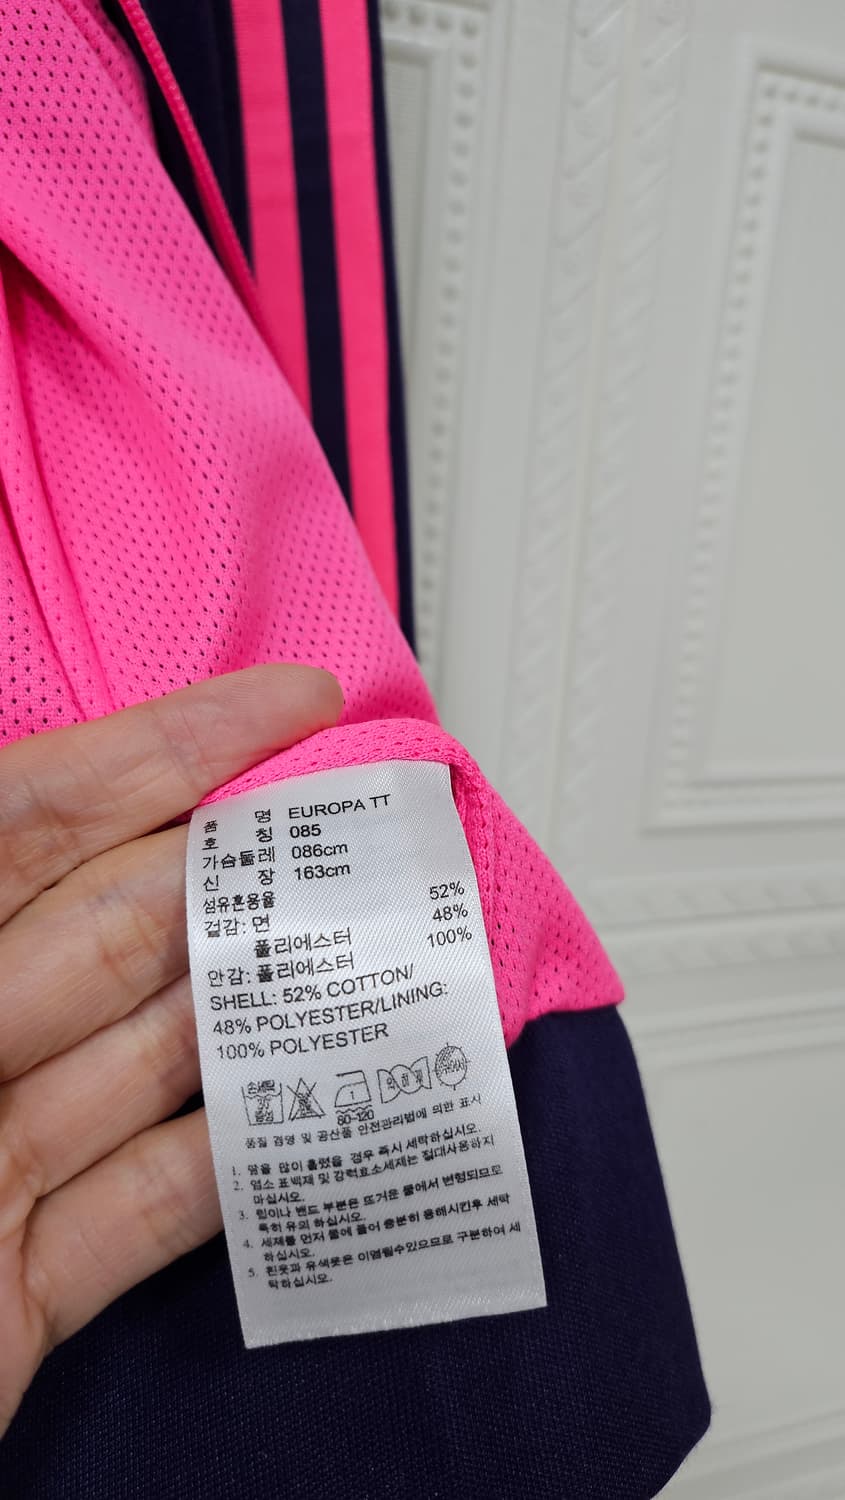 품 명 EUROPA TT
호 칭 085
가슴둘레 086cm
신 장 163cm
섬유혼용율
겉감: 면 52%
폴리에스터 48%
안감: 폴리에스터 100%
SHELL: 52% COTTON/
48% POLYESTER/LINING:
100% POLYESTER
손세탁
중성
1
80-120
품질 경영 및 공산품 안전관리법에 의한 표시
1. 땀을 많이 흘렸을 경우 즉시 세탁하십시오.
2. 염소 표백제 및 강력효소세제는 절대사용하지
마십시오.
3. 립이나 밴드 부분은 뜨거운 물에서 변형되므로
특히 유의 하십시오.
4. 세제를 먼저 물에 풀어 충분히 용해시킨후 세탁
하십시오.
5. 흰옷과 유색옷은 이염될수있으므로 구분하여 세
탁하십시오.